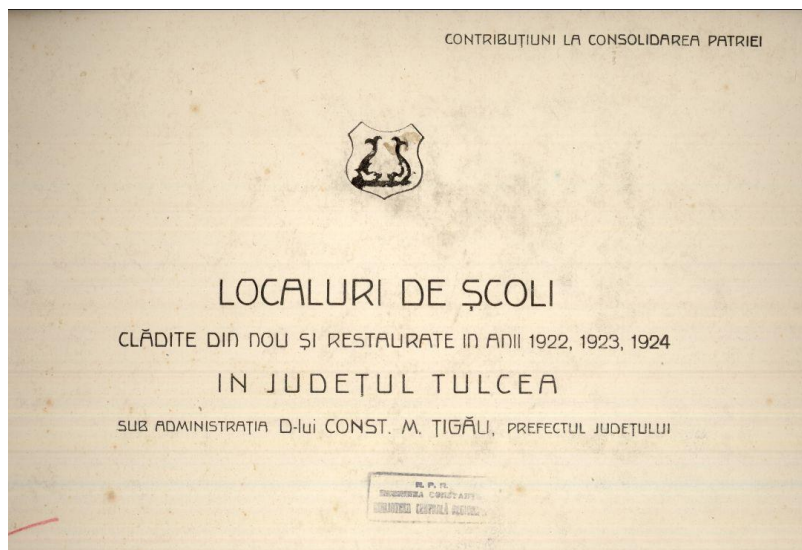 CONTRIBUȚIUNI LA CONSOLIDAREA PATRIEI
LOCALURI DE ȘCOLI
CLĂDITE DIN NOU ȘI RESTAURATE IN ANII 1922, 1923, 1924
IN JUDEȚUL TULCEA
SUB ADMINISTRAȚIA D-lui CONST. M. ȚIGĂU, PREFECTUL JUDEȚULUI
R. P. R.